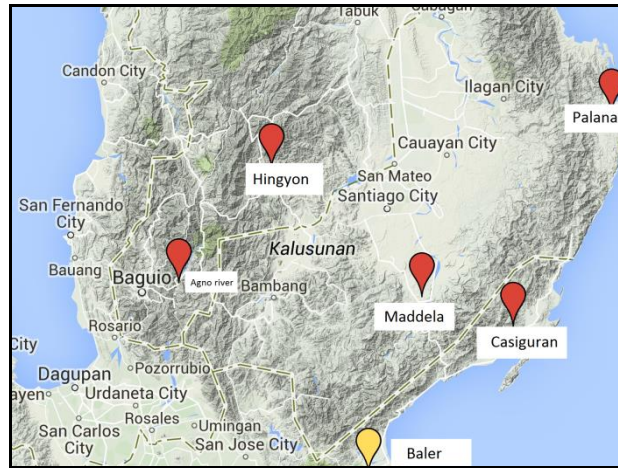 Tabuk
Cabagan
Candon City
Ilagan City
Palana
Cauayan City
Hingyon
San Mateo
Santiago City
San Fernando
City
Kalusunan
Bauang
Baguio
Agno river
Bambang
Maddela
Casiguran
Rosario
City
Pozorrubio
Dagupan
ayen
Urdaneta City
Rosales
Umingan
San Carlos
City
San Jose City
Baler